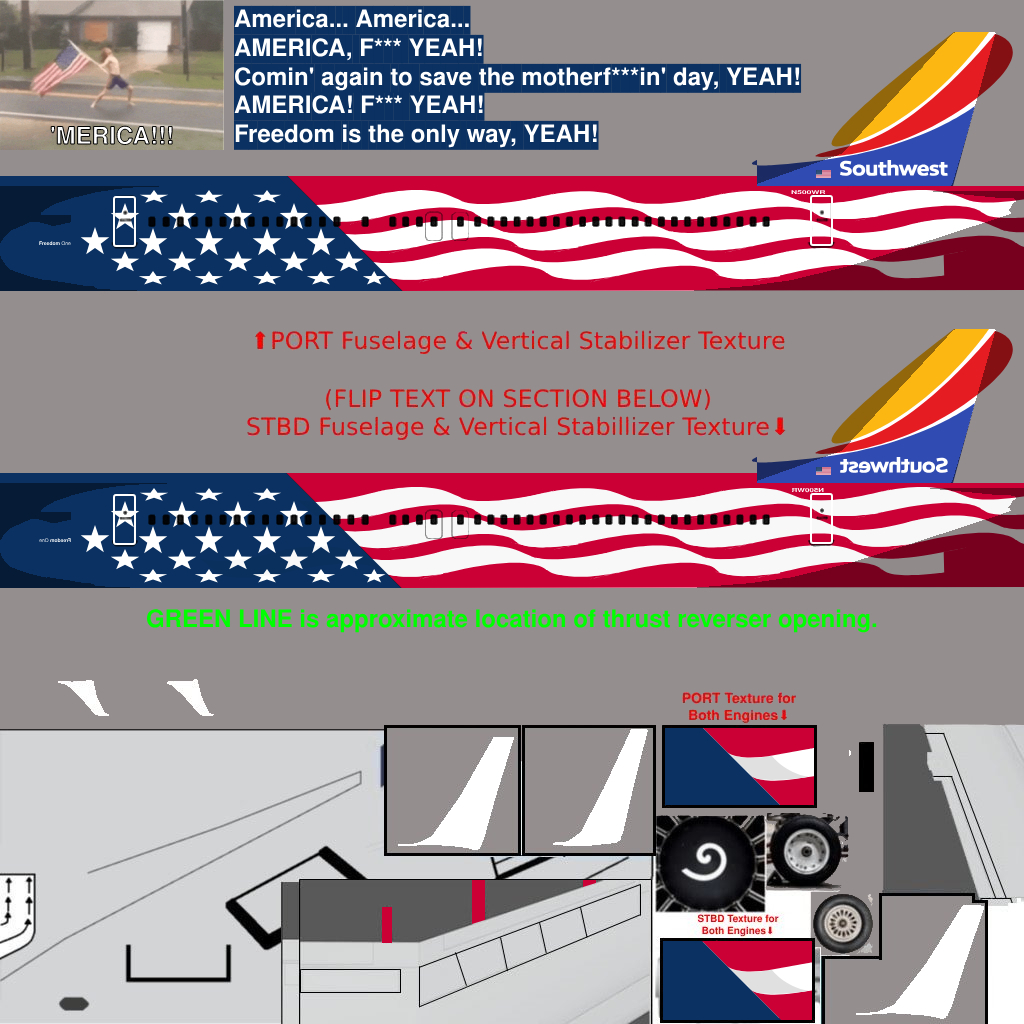 America... America...
AMERICA, F*** YEAH!
Comin' again to save the motherf***in' day, YEAH!
AMERICA! F*** YEAH!
Freedom is the only way, YEAH!
'MERICA!!!
Southwest
N500WR
Freedom One
⬆PORT Fuselage & Vertical Stabilizer Texture
(FLIP TEXT ON SECTION BELOW)
STBD Fuselage & Vertical Stabillizer Texture⬇
Southwest
N500WR
Freedom One
GREEN LINE is approximate location of thrust reverser opening.
PORT Texture for
Both Engines⬇
STBD Texture for
Both Engines⬇